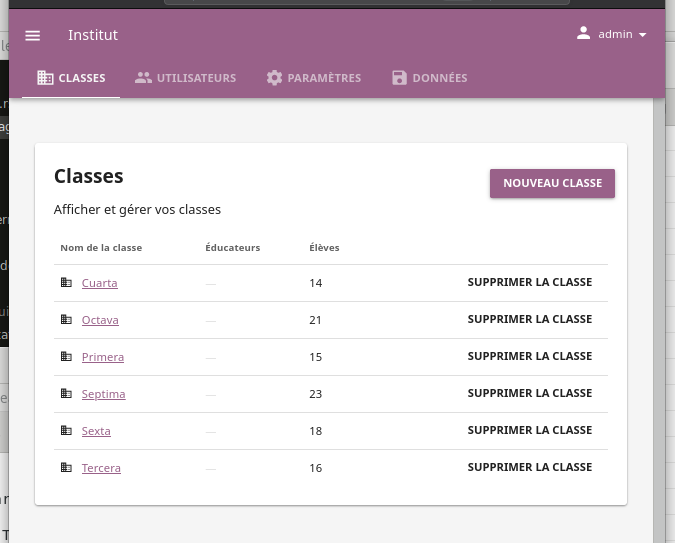 Institut
admin
CLASSES UTILISATEURS PARAMÈTRES DONNÉES
Classes
NOUVEAU CLASSE
Afficher et gérer vos classes
Nom de la classe Éducateurs Élèves
Cuarta — 14 SUPPRIMER LA CLASSE
Octava — 21 SUPPRIMER LA CLASSE
Primera — 15 SUPPRIMER LA CLASSE
Septima — 23 SUPPRIMER LA CLASSE
Sexta — 18 SUPPRIMER LA CLASSE
Tercera — 16 SUPPRIMER LA CLASSE